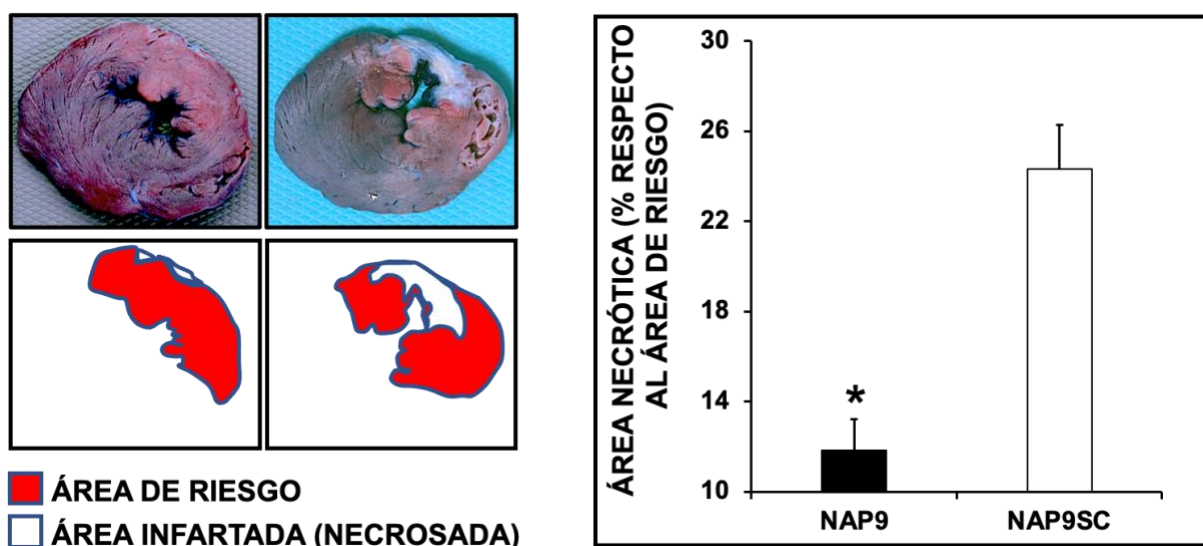 ÁREA DE RIESGO
ÁREA INFARTADA (NECROSADA)
ÁREA NECRÓTICA (% RESPECTO
AL ÁREA DE RIESGO)
30
26
22
18
14
10
*
NAP9
NAP9SC